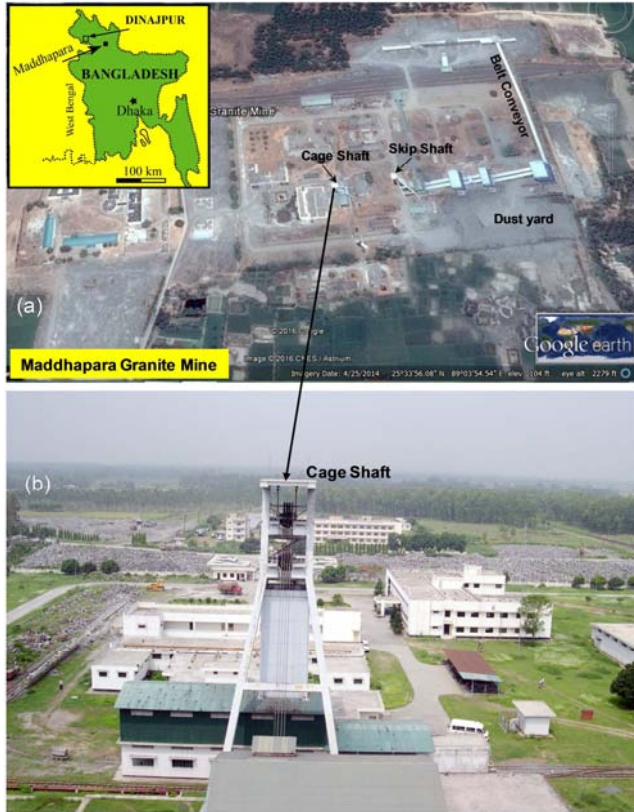 DINAJPUR
Maddhapara
BANGLADESH
West Bengal
Dhaka
100 km
Granite Mine
Belt Conveyor
Cage Shaft
Skip Shaft
Dust yard
(a)
© 2016 Google
Image © 2016 CNES / Astrium
Google earth
Maddhapara Granite Mine
Imagery Date: 4/25/2014 25°33'56.08" N 89°03'54.54" E elev 104 ft eye alt 2279 ft
Cage Shaft
(b)